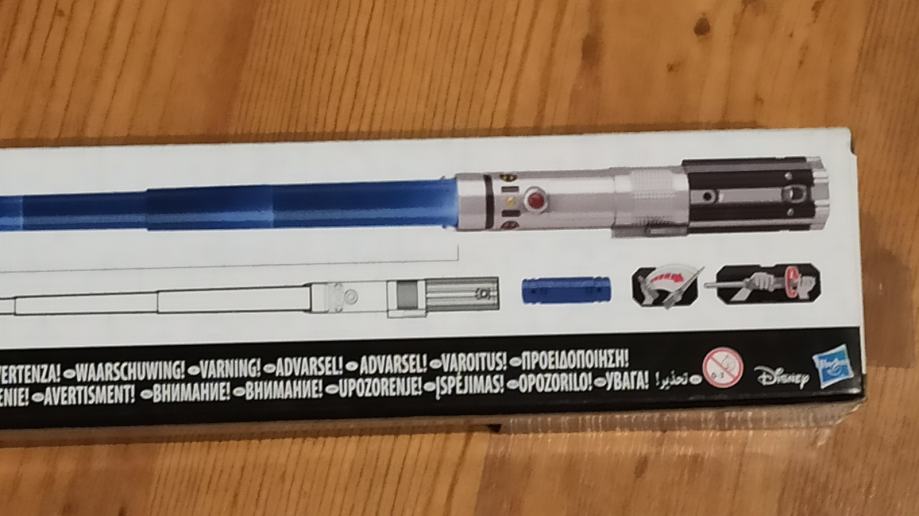 VERTENZA! WAARSCHUWING! VARNING! ADVARSEL! ADVARSEL! VAROITUS! ΠΡΟΕΙΔΟΠΟΙΗΣΗ!
ENIE! AVERTISMENT! ВНИМАНИЕ! ВНИМАНИЕ! UPOZORENJE! ĮSPĖJIMAS! OPOZORILO! УВАГА! تحذير!
0-3
Disney
Hasbro